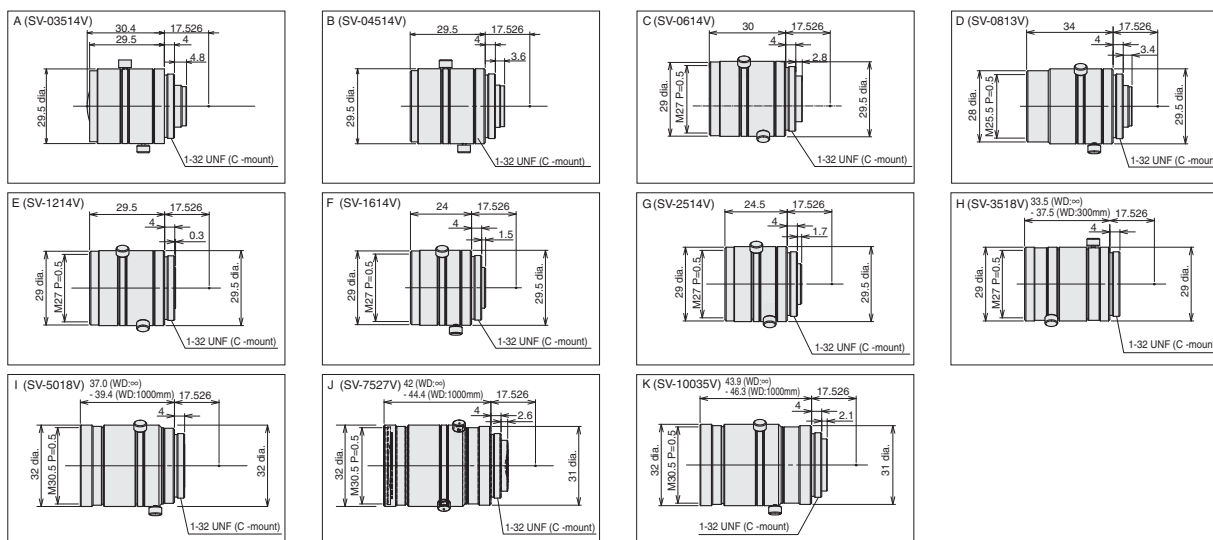 A (SV-03514V)
30.4
17.526
29.5
4
4.8
29.5 dia.
1-32 UNF (C -mount)
B (SV-04514V)
29.5
17.526
4
3.6
29.5 dia.
1-32 UNF (C -mount)
C (SV-0614V)
30
17.526
4
2.8
29 dia.
M27 P=0.5
29.5 dia.
1-32 UNF (C -mount)
D (SV-0813V)
34
17.526
4
3.4
28 dia.
M25.5 P=0.5
29.5 dia.
1-32 UNF (C -mount)
E (SV-1214V)
29.5
17.526
4
0.3
29 dia.
M27 P=0.5
29.5 dia.
1-32 UNF (C -mount)
F (SV-1614V)
24
17.526
4
1.5
29 dia.
M27 P=0.5
29.5 dia.
1-32 UNF (C -mount)
G (SV-2514V)
24.5
17.526
4
1.7
29 dia.
M27 P=0.5
29.5 dia.
1-32 UNF (C -mount)
H (SV-3518V) 33.5 (WD:∞)
- 37.5 (WD:300mm) 17.526
4
29 dia.
M27 P=0.5
29 dia.
1-32 UNF (C -mount)
I (SV-5018V) 37.0 (WD:∞)
- 39.4 (WD:1000mm) 17.526
4
32 dia.
M30.5 P=0.5
32 dia.
1-32 UNF (C -mount)
J (SV-7527V) 42 (WD:∞)
- 44.4 (WD:1000mm) 17.526
4
2.6
32 dia.
M30.5 P=0.5
31 dia.
1-32 UNF (C -mount)
K (SV-10035V) 43.9 (WD:∞)
- 46.3 (WD:1000mm) 17.526
4
2.1
32 dia.
M30.5 P=0.5
31 dia.
1-32 UNF (C -mount)